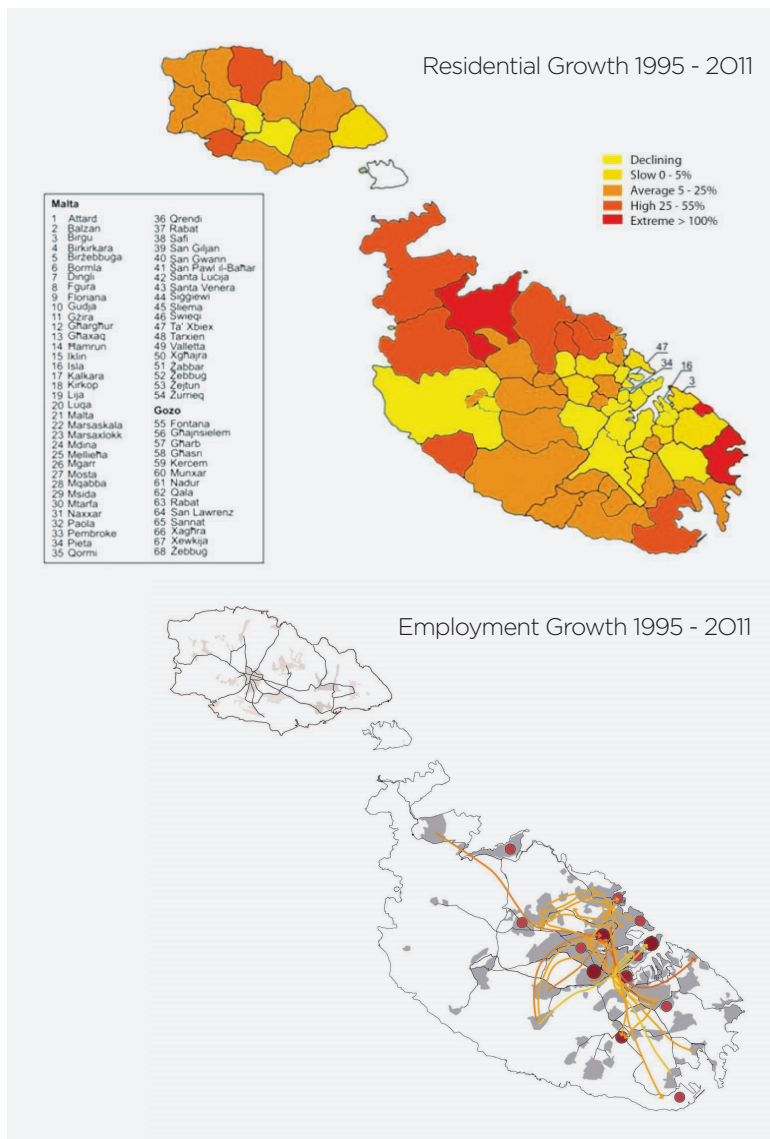 Residential Growth 1995 - 2011
Declining
Slow 0 - 5%
Average 5 - 25%
High 25 - 55%
Extreme > 100%
Malta
1 Attard
2 Balzan
3 Birgu
4 Birkirkara
5 Birżebbuġa
6 Bormla
7 Dingli
8 Fgura
9 Floriana
10 Gudja
11 Gżira
12 Għargħur
13 Għaxaq
14 Ħamrun
15 Iklin
16 Isla
17 Kalkara
18 Kirkop
19 Lija
20 Luqa
21 Malta
22 Marsaskala
23 Marsaxlokk
24 Mdina
25 Mellieħa
26 Mgarr
27 Mosta
28 Mqabba
29 Msida
30 Mtarfa
31 Naxxar
32 Paola
33 Pembroke
34 Pieta
35 Qormi
36 Qrendi
37 Rabat
38 Safi
39 San Giljan
40 San Gwann
41 San Pawl il-Baħar
42 Santa Luċija
43 Santa Venera
44 Siġġiewi
45 Sliema
46 Swieqi
47 Ta' Xbiex
48 Tarxien
49 Valletta
50 Xgħajra
51 Żabbar
52 Żebbuġ
53 Żejtun
54 Żurrieq
Gozo
55 Fontana
56 Għajnsielem
57 Għarb
58 Għasri
59 Kercem
60 Munxar
61 Nadur
62 Qala
63 Rabat
64 San Lawrenz
65 Sannat
66 Xagħra
67 Xewkija
68 Żebbuġ
47
34
16
3
Employment Growth 1995 - 2011